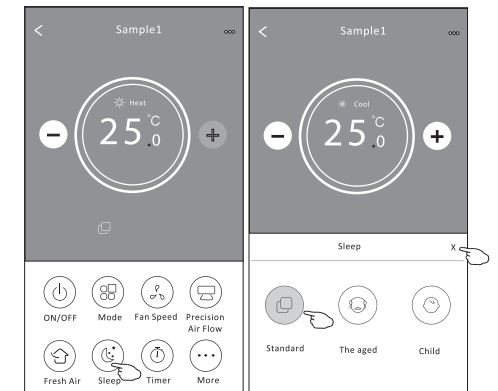 Sample1
Heat
25.0°C
ON/OFF Mode Fan Speed Precision Air Flow
Fresh Air Sleep Timer More
Sample1
Cool
25.0°C
Sleep X
Standard The aged Child